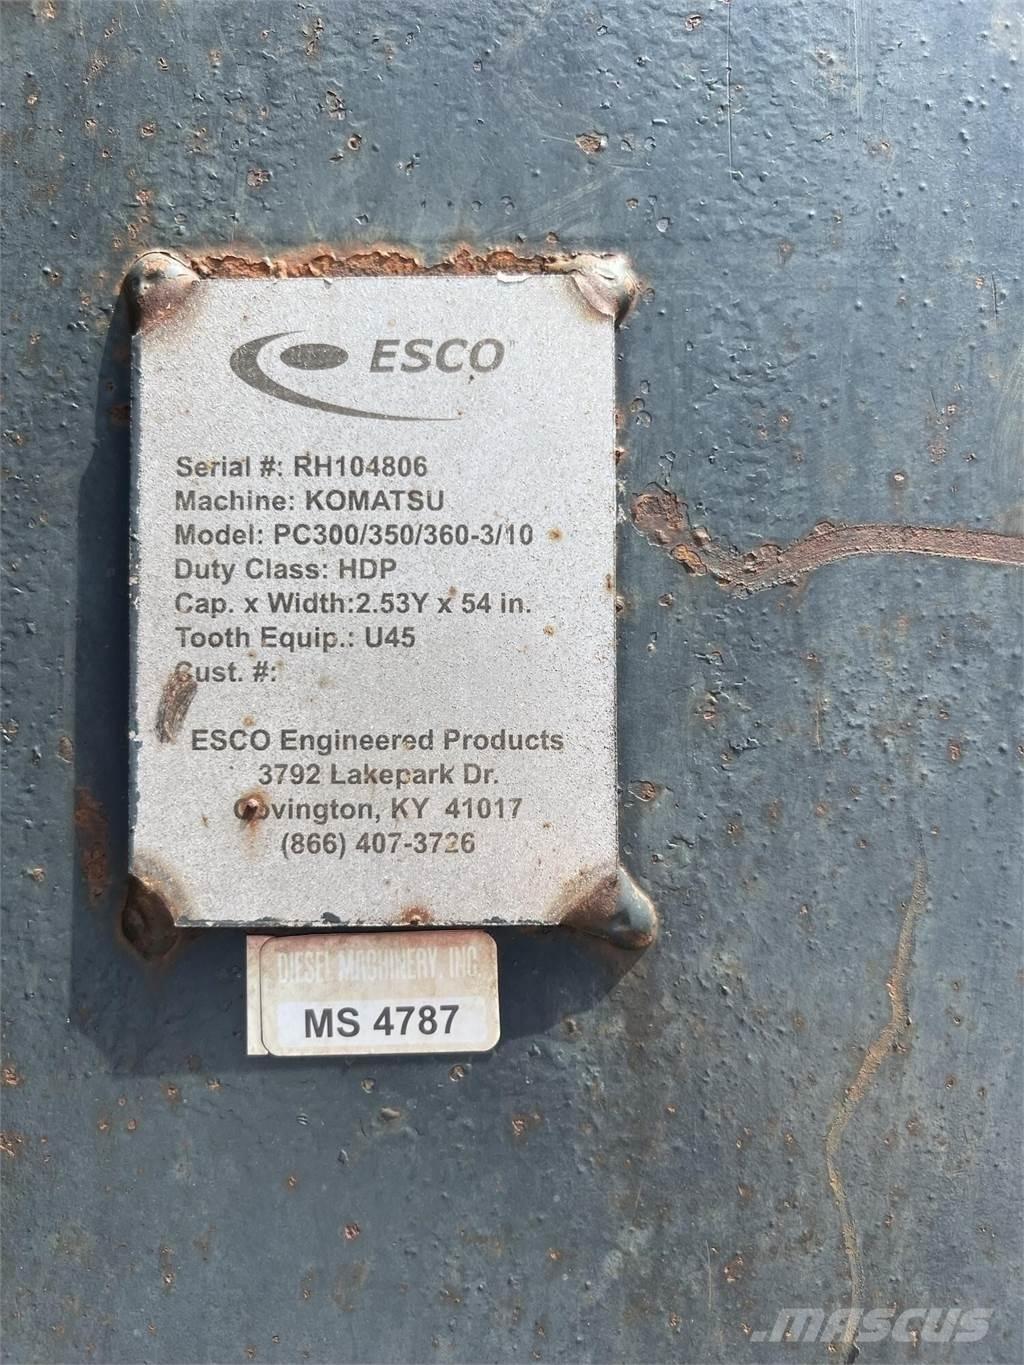 ESCO™
Serial #: RH104806
Machine: KOMATSU
Model: PC300/350/360-3/10
Duty Class: HDP
Cap. x Width:2.53Y x 54 in.
Tooth Equip.: U45
Cust. #:
ESCO Engineered Products
3792 Lakepark Dr.
Covington, KY 41017
(866) 407-3726
DIESEL MACHINERY, INC.
MS 4787
MASCUS